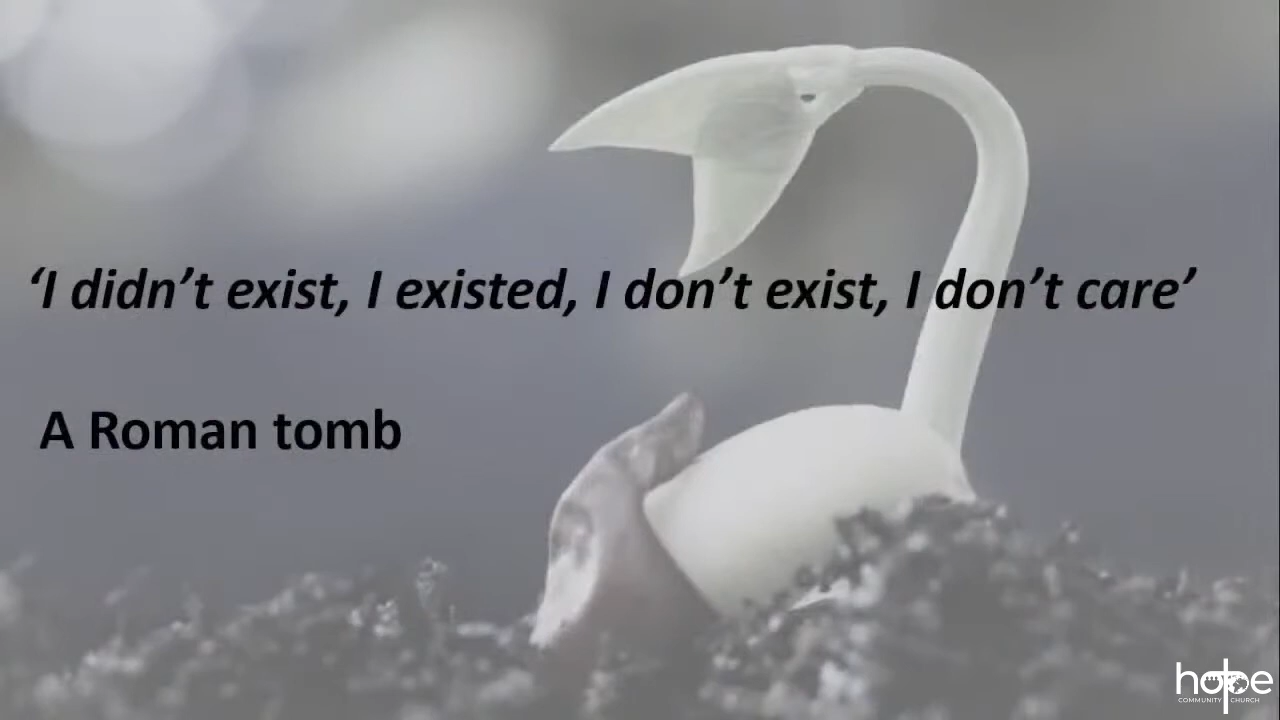 ‘I didn’t exist, I existed, I don’t exist, I don’t care’
A Roman tomb
hope
COMMUNITY CHURCH